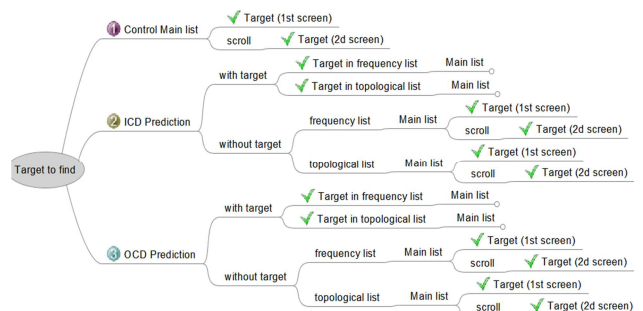 Target to find
1 Control Main list
Target (1st screen)
scroll Target (2d screen)
2 ICD Prediction
with target
Target in frequency list Main list
Target in topological list Main list
without target
frequency list Main list
Target (1st screen)
scroll Target (2d screen)
topological list Main list
Target (1st screen)
scroll Target (2d screen)
3 OCD Prediction
with target
Target in frequency list Main list
Target in topological list Main list
without target
frequency list Main list
Target (1st screen)
scroll Target (2d screen)
topological list Main list
Target (1st screen)
scroll Target (2d screen)